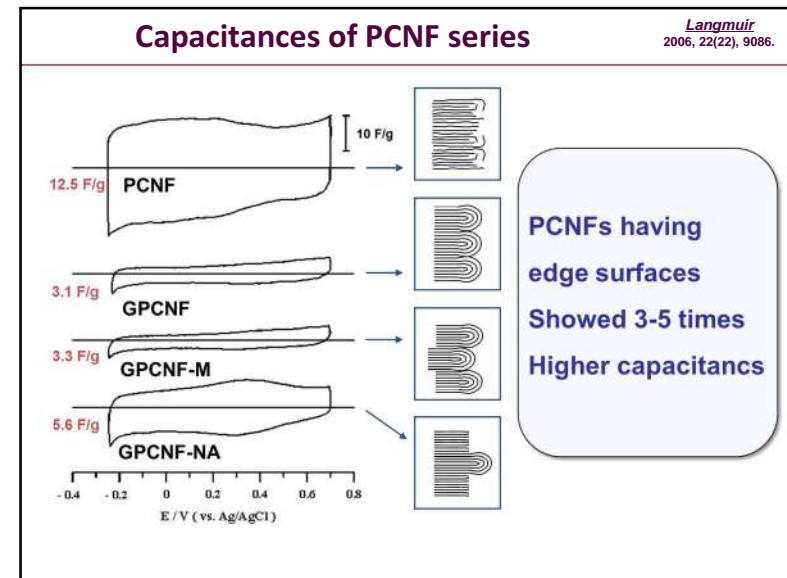 Capacitances of PCNF series
Langmuir
2006, 22(22), 9086.
10 F/g
12.5 F/g
PCNF
3.1 F/g
GPCNF
3.3 F/g
GPCNF-M
5.6 F/g
GPCNF-NA
- 0.4 - 0.2 0 0.2 0.4 0.6 0.8
E / V ( vs. Ag/AgCl )
PCNFs having
edge surfaces
Showed 3-5 times
Higher capacitancs